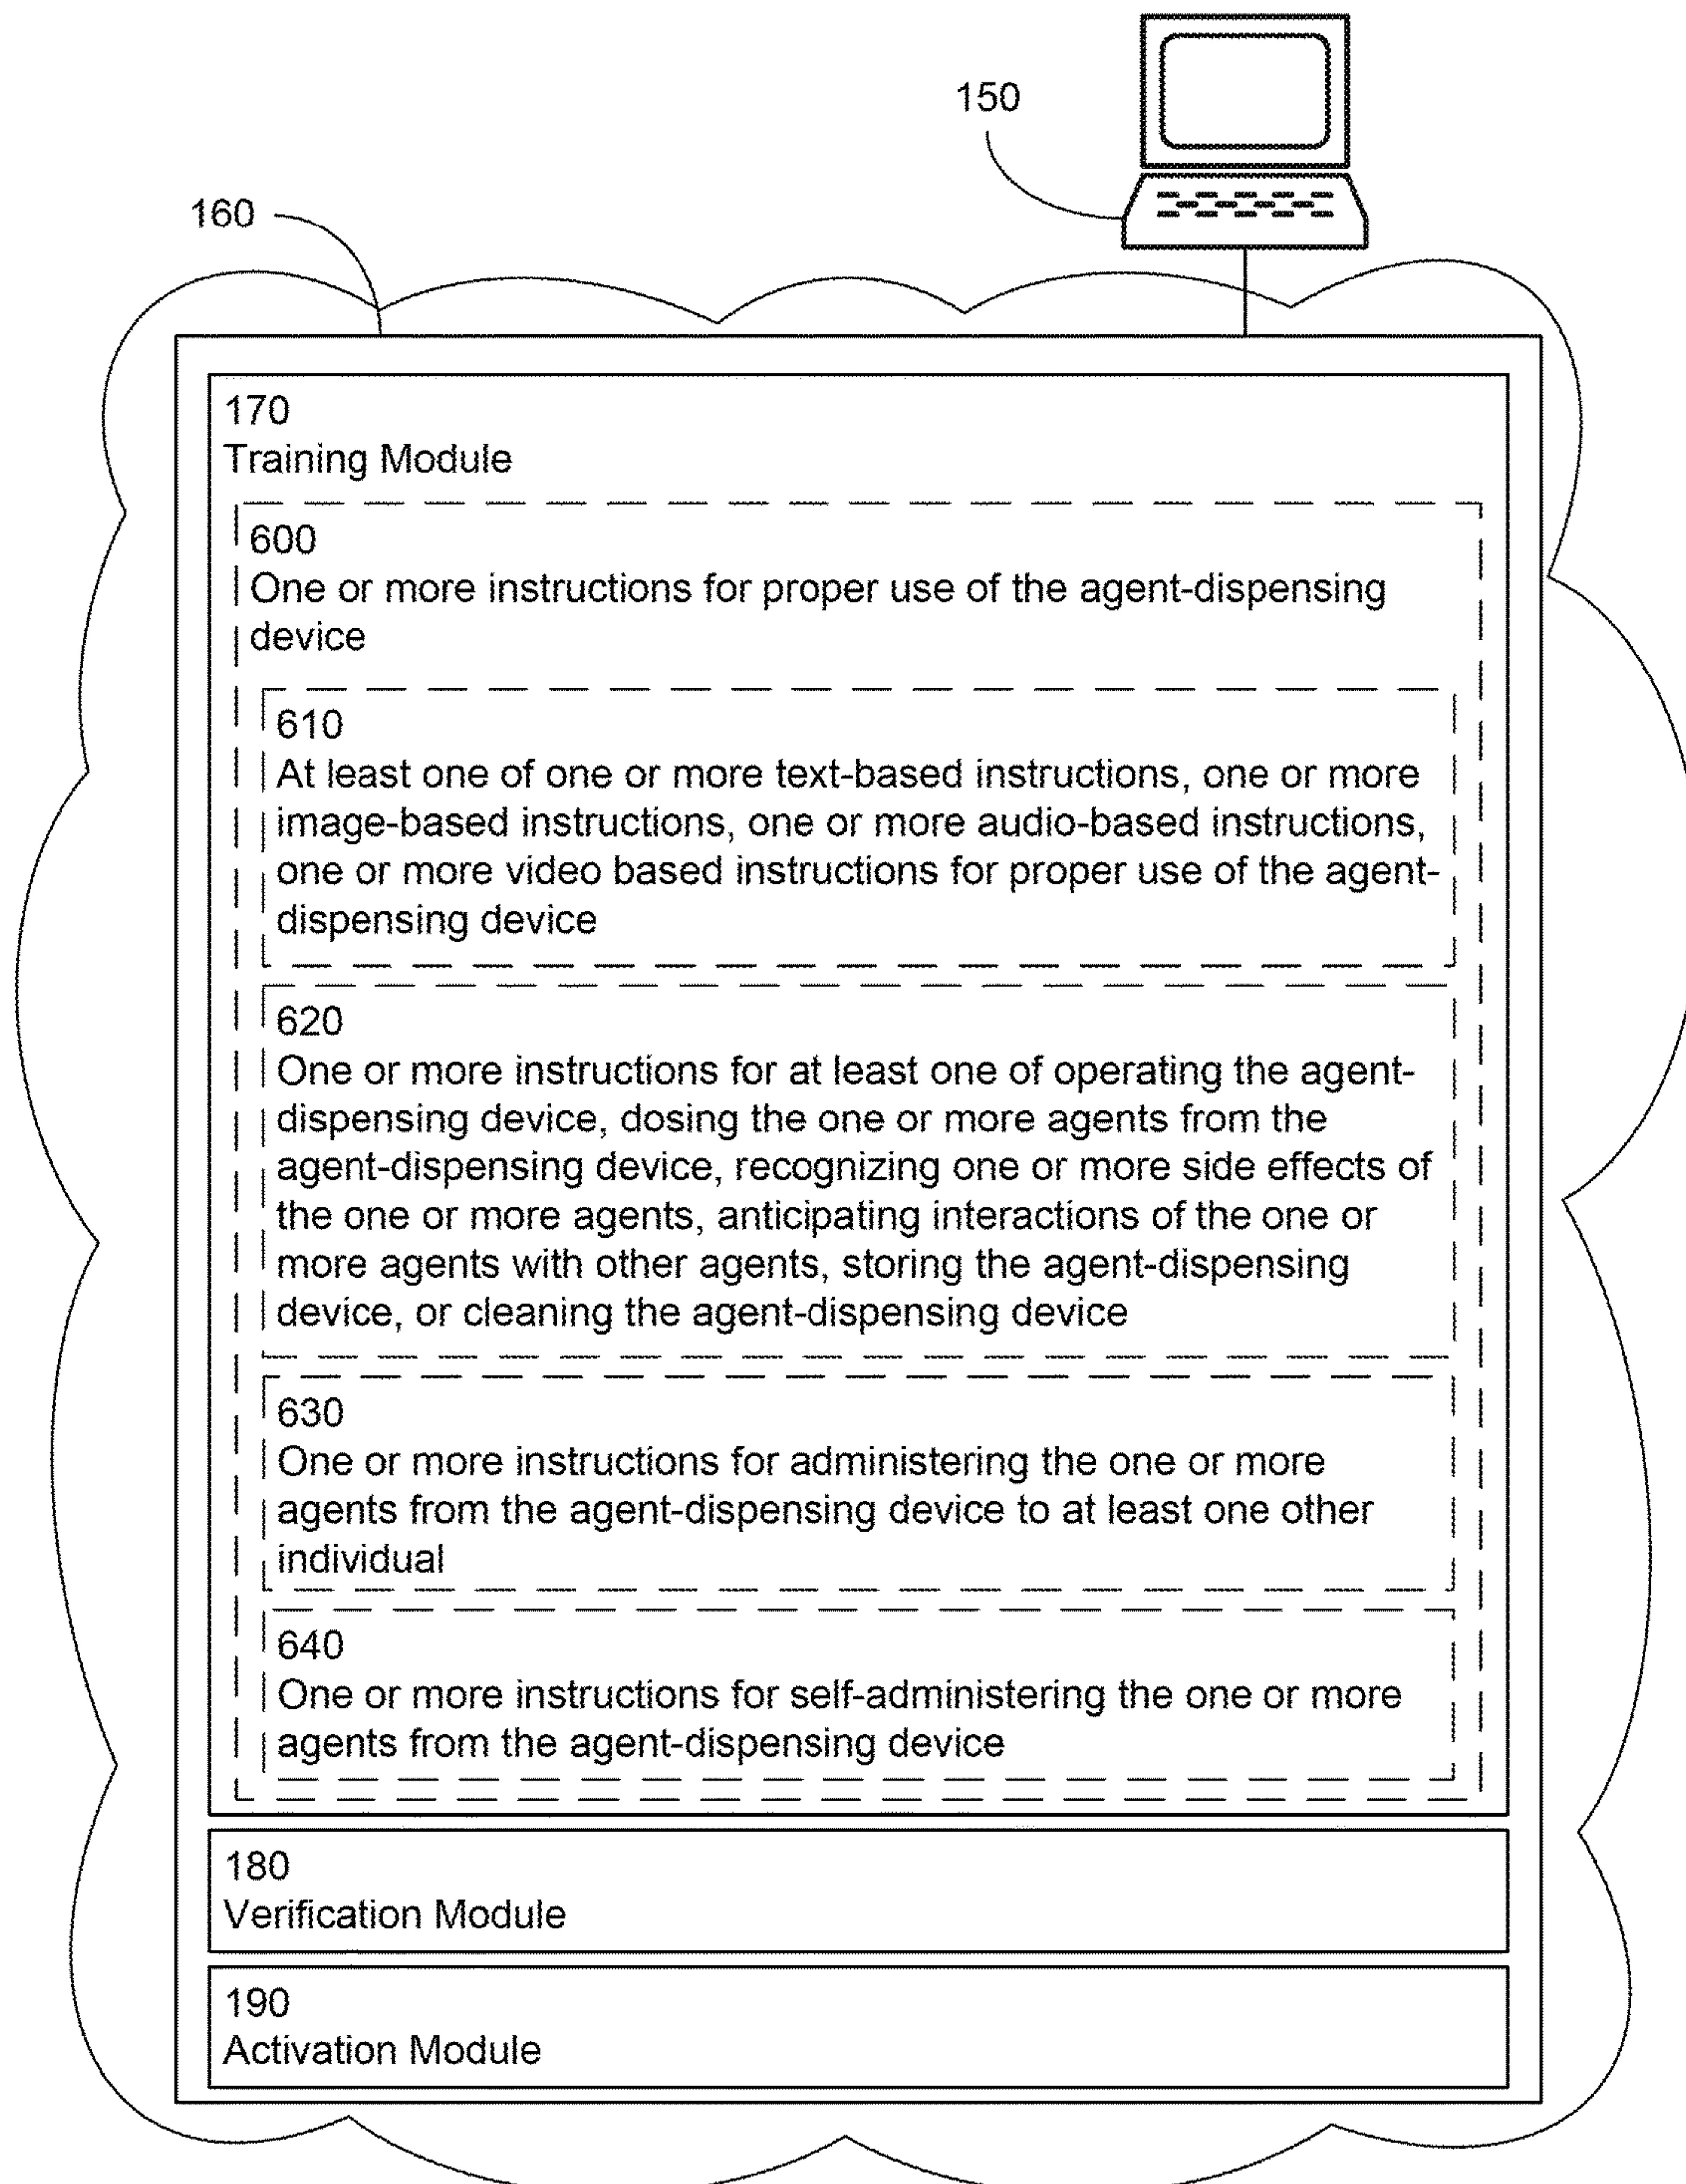 150
160
170
Training Module
600
One or more instructions for proper use of the agent-dispensing
device
610
At least one of one or more text-based instructions, one or more
image-based instructions, one or more audio-based instructions,
one or more video based instructions for proper use of the agent-
dispensing device
620
One or more instructions for at least one of operating the agent-
dispensing device, dosing the one or more agents from the
agent-dispensing device, recognizing one or more side effects of
the one or more agents, anticipating interactions of the one or
more agents with other agents, storing the agent-dispensing
device, or cleaning the agent-dispensing device
630
One or more instructions for administering the one or more
agents from the agent-dispensing device to at least one other
individual
640
One or more instructions for self-administering the one or more
agents from the agent-dispensing device
180
Verification Module
190
Activation Module